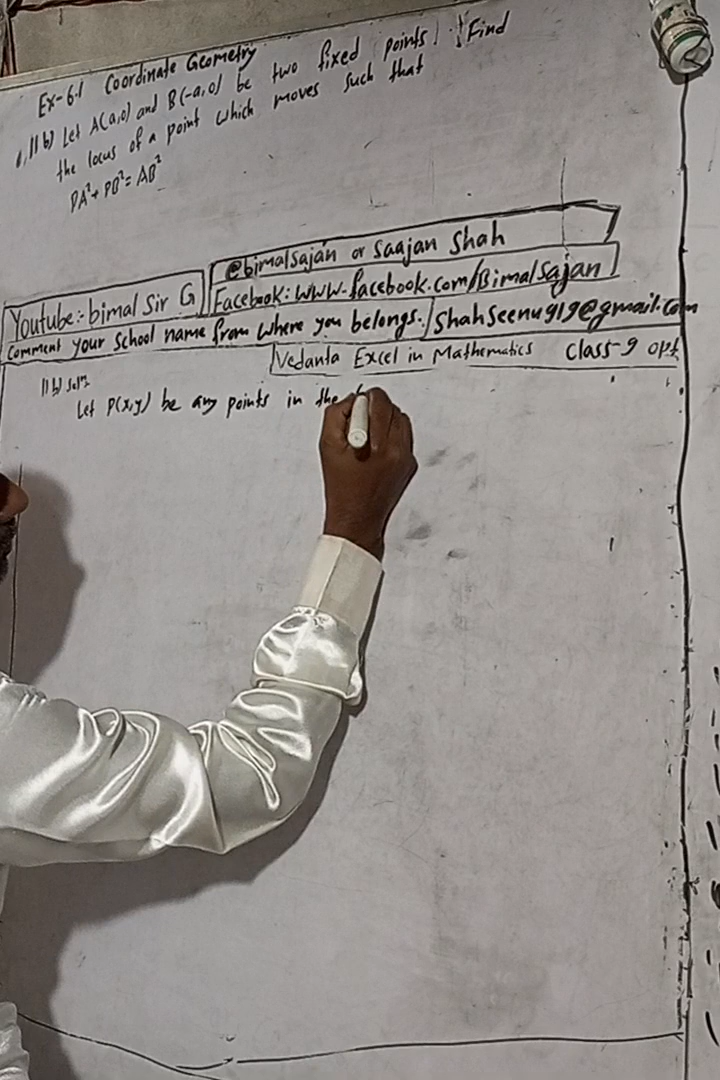 Ex-6.1 Coordinate Geometry
11 b) Let A(a,0) and B(-a,0) be two fixed points. Find
the locus of a point which moves such that
PA²+ PB²= AB²
@bimalsajan or Saajan Shah
Youtube:- bimal Sir G
Facebook: www.facebook.com/Bimalsajan
Comment your School name from where you belongs.
Shahseenu919@gmail.com
Vedanta Excel in Mathematics Class-9 opt.
11 b) Solⁿ
Let P(x,y) be any points in the